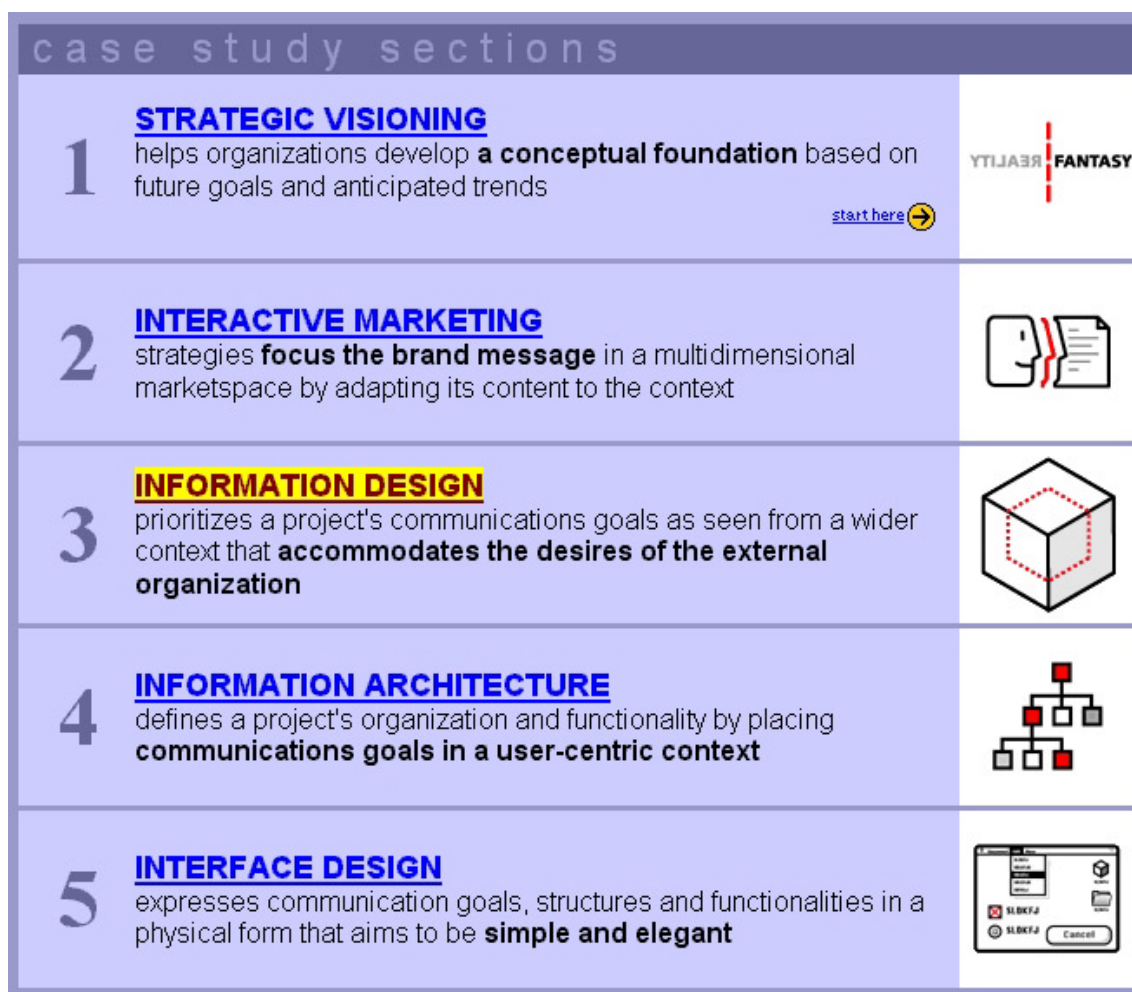 case study sections
1
STRATEGIC VISIONING
helps organizations develop a conceptual foundation based on
future goals and anticipated trends
start here
REALITY FANTASY
2
INTERACTIVE MARKETING
strategies focus the brand message in a multidimensional
marketspace by adapting its content to the context
3
INFORMATION DESIGN
prioritizes a project's communications goals as seen from a wider
context that accommodates the desires of the external
organization
4
INFORMATION ARCHITECTURE
defines a project's organization and functionality by placing
communications goals in a user-centric context
5
INTERFACE DESIGN
expresses communication goals, structures and functionalities in a
physical form that aims to be simple and elegant
SLDKFJ
SLDKFJ
Cancel